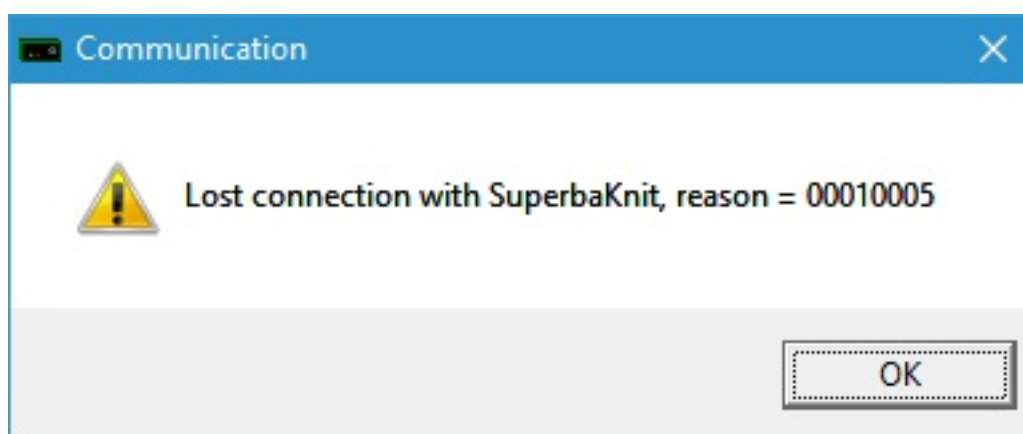 Communication
Lost connection with SuperbaKnit, reason = 00010005
OK